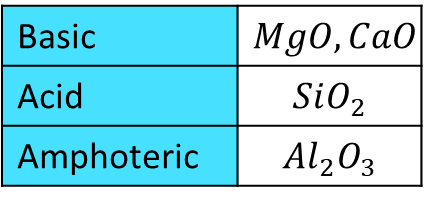 Basic MgO, CaO
Acid SiO₂
Amphoteric Al₂O₃